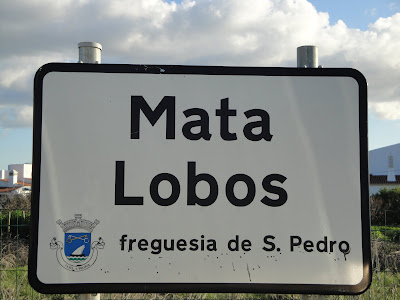 Mata
Lobos
freguesia de S. Pedro